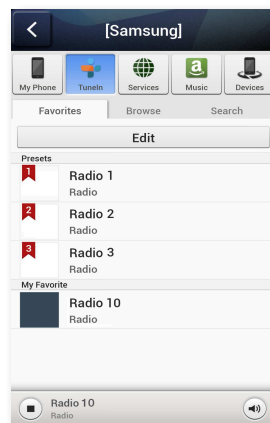 [Samsung]
My Phone
TuneIn
Services
a
Music
Devices
Favorites
Browse
Search
Edit
Presets
1
Radio 1
Radio
2
Radio 2
Radio
3
Radio 3
Radio
My Favorite
Radio 10
Radio
Radio 10
Radio